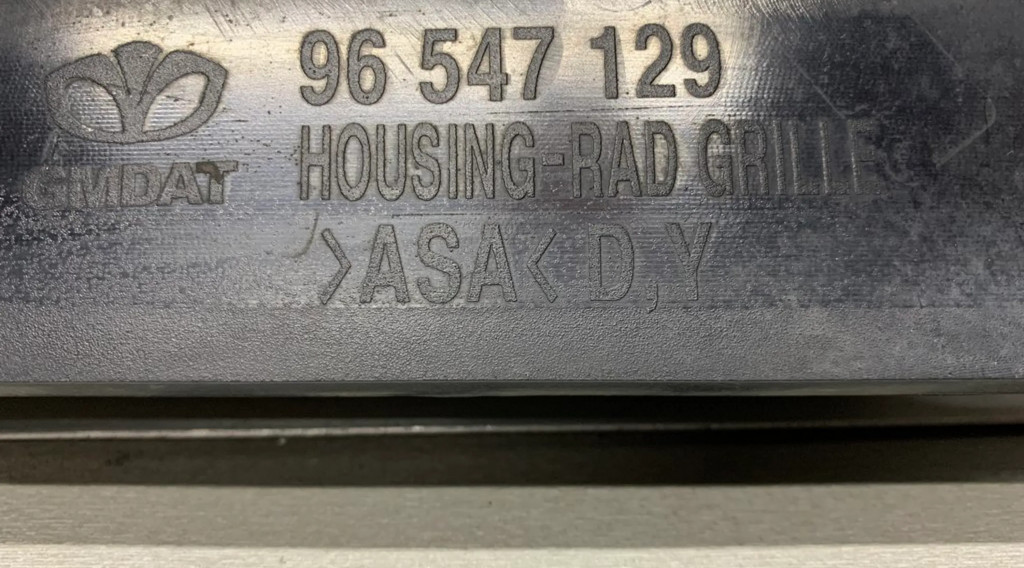 96 547 129
GMDAT HOUSING-RAD GRILLE
>ASA< D,Y